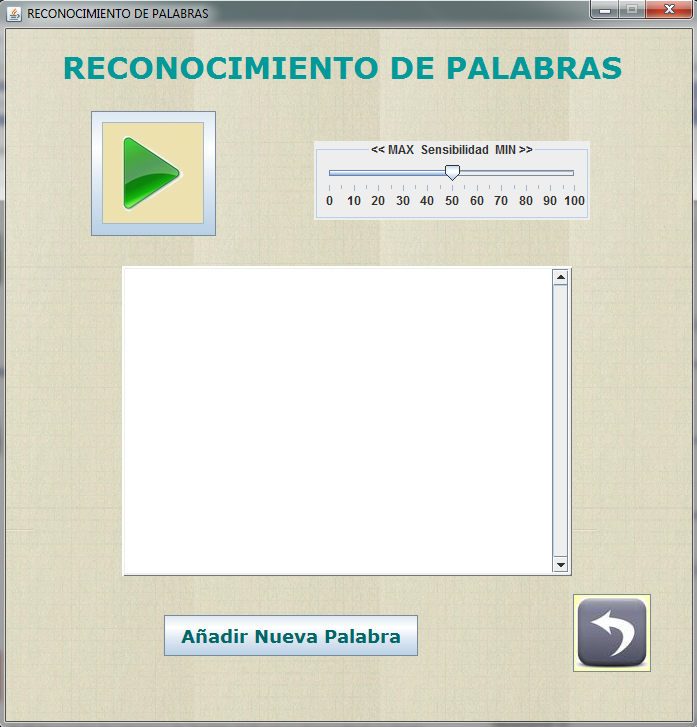 RECONOCIMIENTO DE PALABRAS
RECONOCIMIENTO DE PALABRAS
<< MAX  Sensibilidad  MIN >>
0 10 20 30 40 50 60 70 80 90 100
Añadir Nueva Palabra